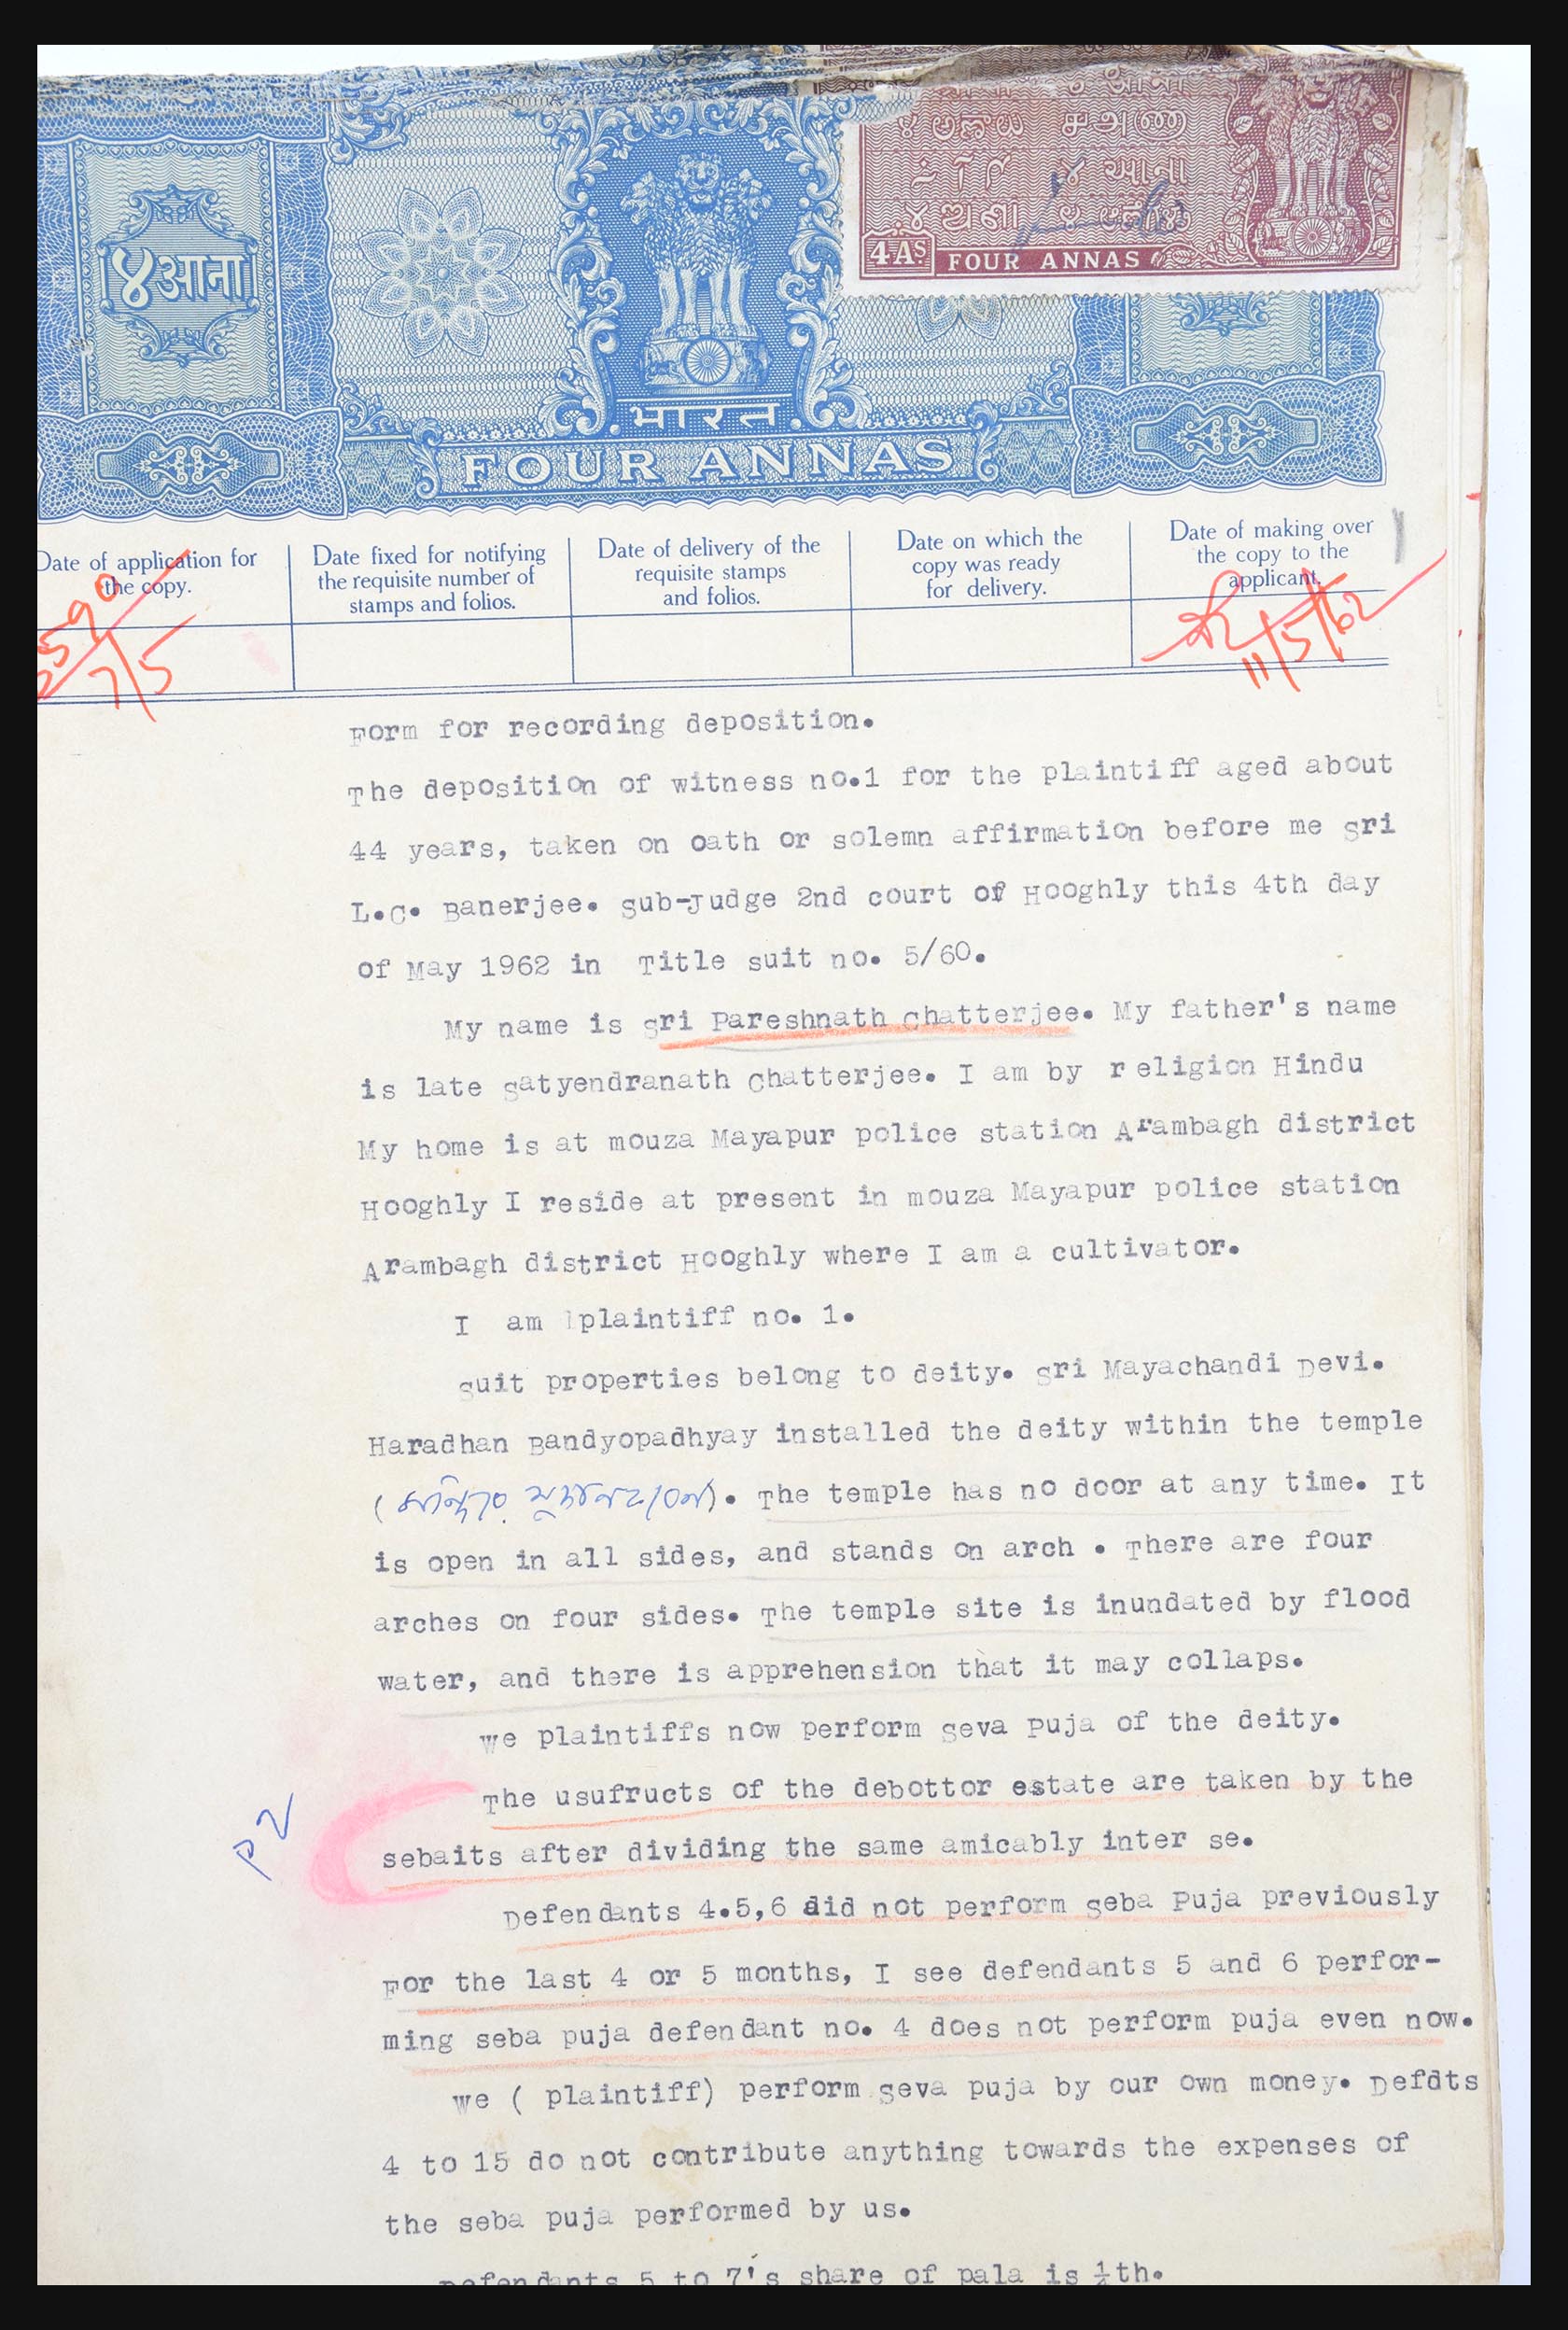 ४ आना
भारत
FOUR ANNAS
४ આના
4 AS FOUR ANNAS
Date of application for the copy.
Date fixed for notifying the requisite number of stamps and folios.
Date of delivery of the requisite stamps and folios.
Date on which the copy was ready for delivery.
Date of making over the copy to the applicant.
7/5
11/5/62
Form for recording deposition.
The deposition of witness no.1 for the plaintiff aged about
44 years, taken on oath or solemn affirmation before me Sri
L.C. Banerjee. Sub-Judge 2nd court of Hooghly this 4th day
of May 1962 in Title suit no. 5/60.
My name is Sri Pareshnath Chatterjee. My father's name
is late Satyendranath Chatterjee. I am by r eligion Hindu
My home is at mouza Mayapur police station Arambagh district
Hooghly I reside at present in mouza Mayapur police station
Arambagh district Hooghly where I am a cultivator.
I am plaintiff no. 1.
Suit properties belong to deity. Sri Mayachandi Devi.
Haradhan Bandyopadhyay installed the deity within the temple
. The temple has no door at any time. It
is open in all sides, and stands on arch . There are four
arches on four sides. The temple site is inundated by flood
water, and there is apprehension that it may collaps.
We plaintiffs now perform Seva Puja of the deity.
The usufructs of the debottor estate are taken by the
P2
sebaits after dividing the same amicably inter se.
Defendants 4.5,6 did not perform Seba Puja previously
For the last 4 or 5 months, I see defendants 5 and 6 perfor-
ming seba puja defendant no. 4 does not perform puja even now.
We ( plaintiff) perform Seva puja by our own money. Defdts
4 to 15 do not contribute anything towards the expenses of
the seba puja performed by us.
Defendants 5 to 7's share of pala is th.